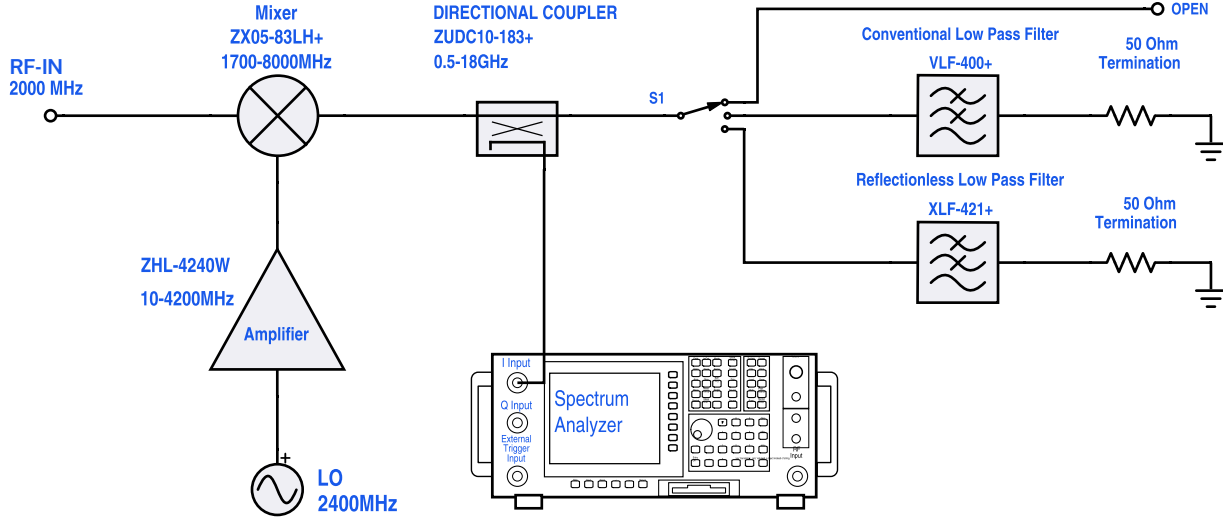 Mixer
ZX05-83LH+
1700-8000MHz
DIRECTIONAL COUPLER
ZUDC10-183+
0.5-18GHz
OPEN
Conventional Low Pass Filter
VLF-400+
50 Ohm
Termination
RF-IN
2000 MHz
S1
Reflectionless Low Pass Filter
XLF-421+
50 Ohm
Termination
ZHL-4240W
10-4200MHz
Amplifier
I Input
Q Input
External
Trigger
Input
Spectrum
Analyzer
RF
Input
+
LO
2400MHz